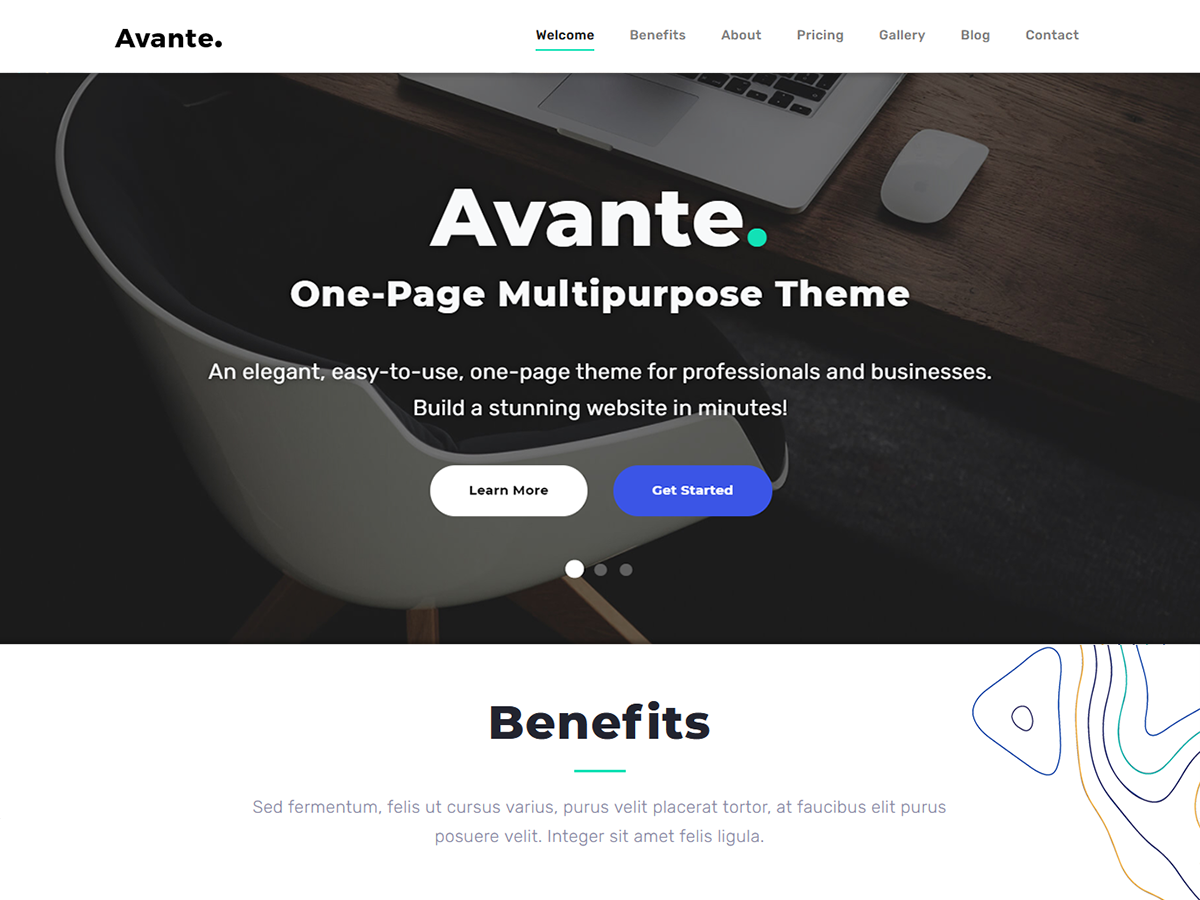 Avante.
Welcome Benefits About Pricing Gallery Blog Contact
Avante.
One-Page Multipurpose Theme
An elegant, easy-to-use, one-page theme for professionals and businesses.
Build a stunning website in minutes!
Learn More Get Started
Benefits
Sed fermentum, felis ut cursus varius, purus velit placerat tortor, at faucibus elit purus
posuere velit. Integer sit amet felis ligula.